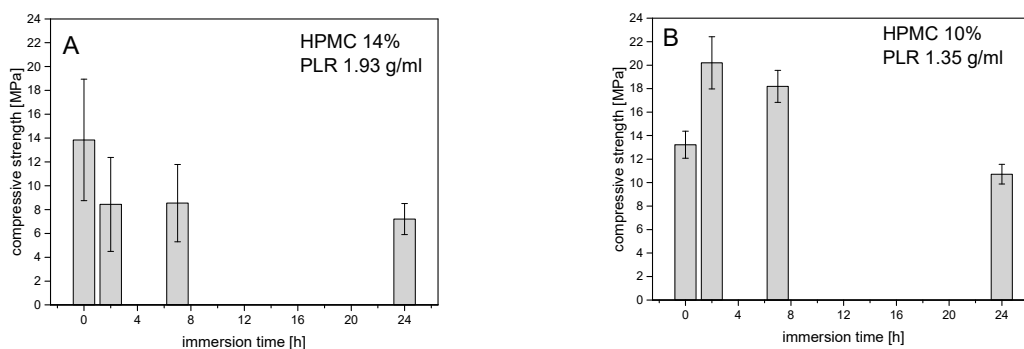 A
HPMC 14%
PLR 1.93 g/ml
compressive strength [MPa]
24
22
20
18
16
14
12
10
8
6
4
2
0
0 4 8 12 16 20 24
immersion time [h]
B
HPMC 10%
PLR 1.35 g/ml
compressive strength [MPa]
24
22
20
18
16
14
12
10
8
6
4
2
0
0 4 8 12 16 20 24
immersion time [h]